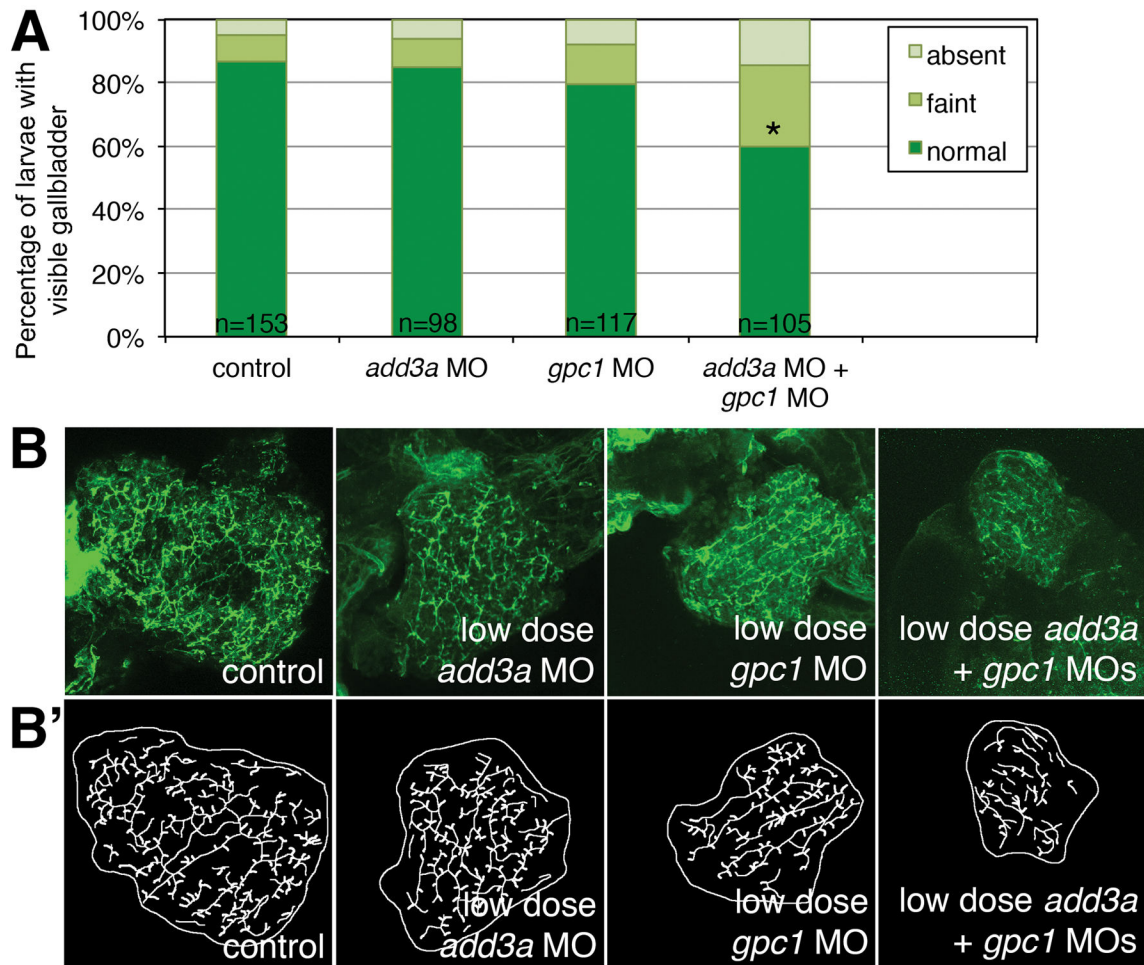 A
Percentage of larvae with
visible gallbladder
100%
80%
60%
40%
20%
0%
absent
faint
normal
*
n=153
n=98
n=117
n=105
control
add3a MO
gpc1 MO
add3a MO +
gpc1 MO
B
control
low dose
add3a MO
low dose
gpc1 MO
low dose add3a
+ gpc1 MOs
B'
control
low dose
add3a MO
low dose
gpc1 MO
low dose add3a
+ gpc1 MOs